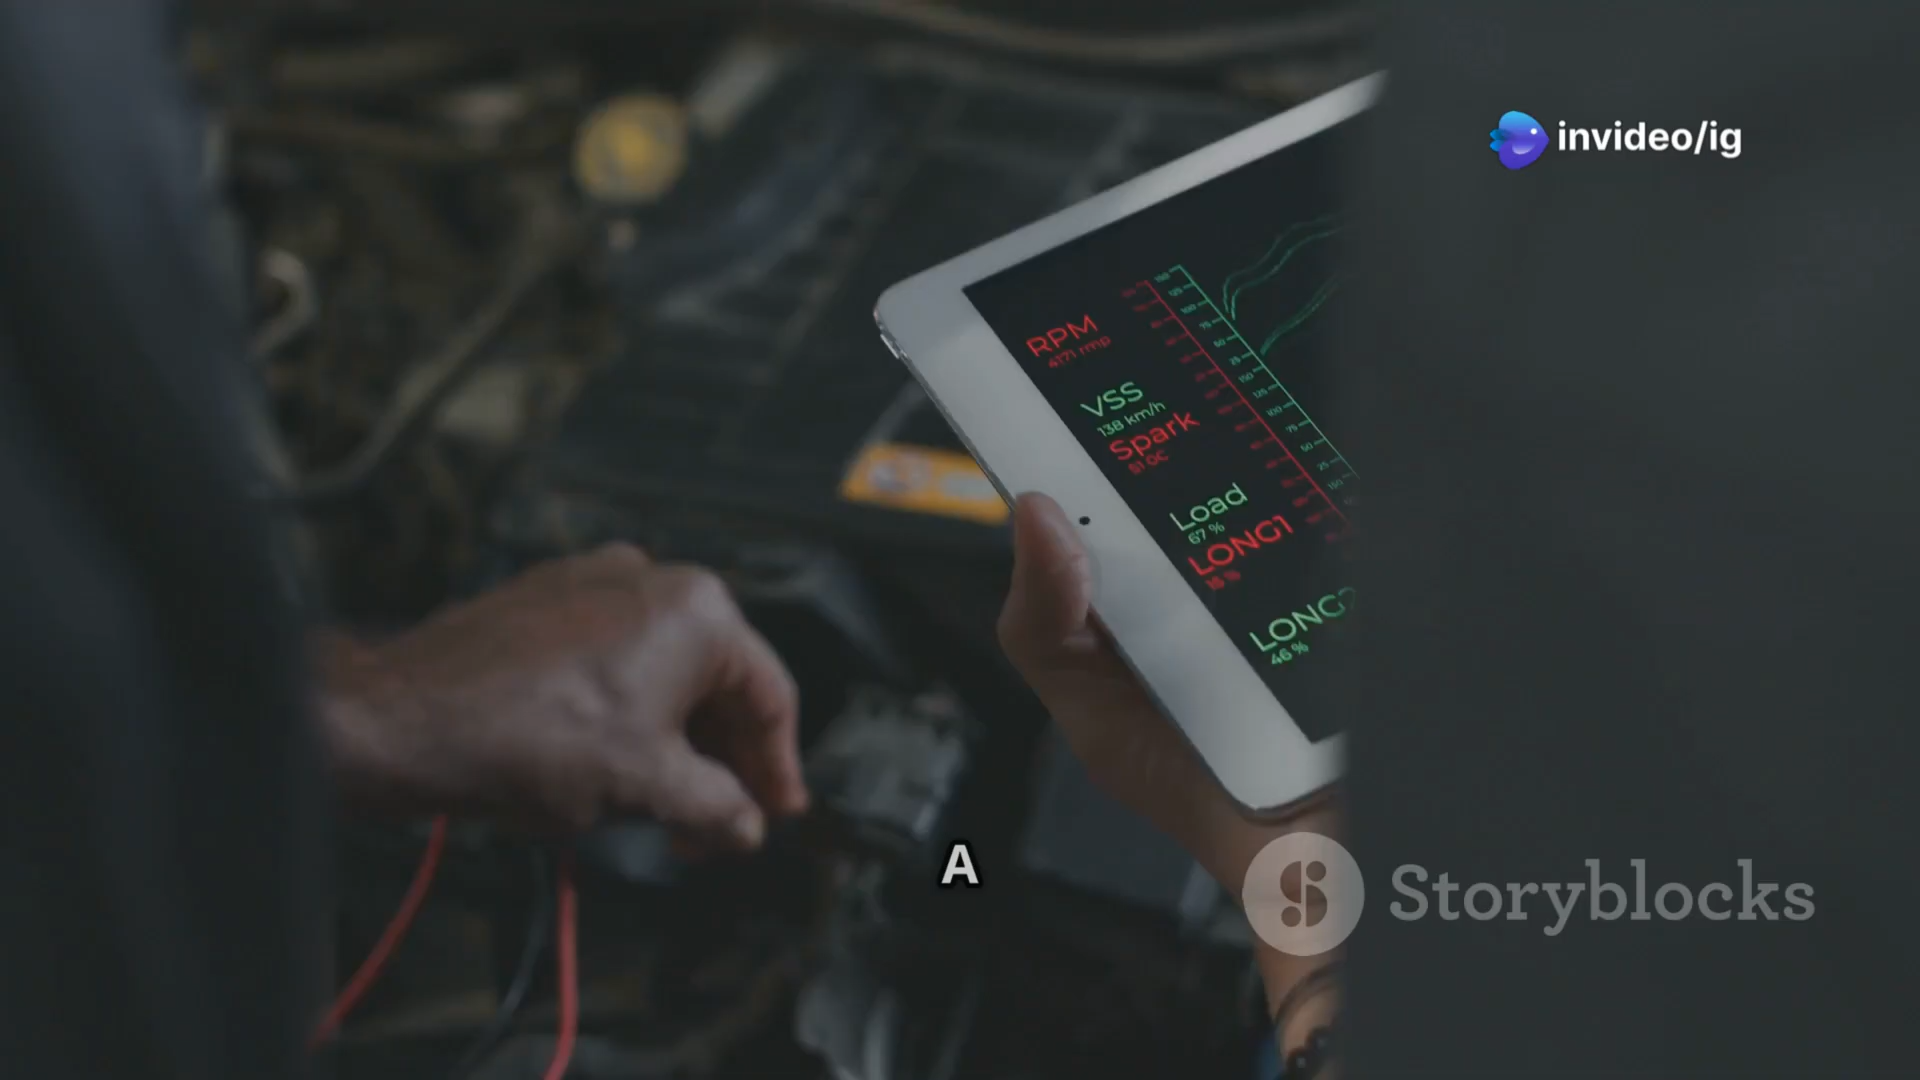 invideo/ig
RPM
4171 rmp
VSS
138 km/h
Spark
Load
67 %
LONG1
LONG2
46 %
A
Storyblocks